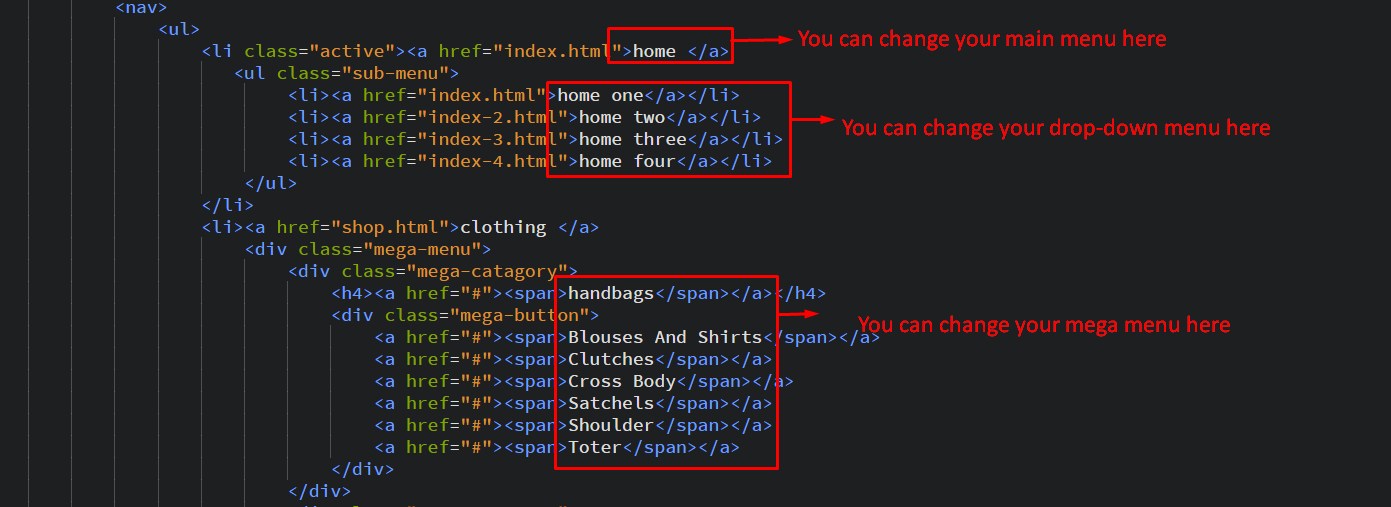 <nav>
<ul>
<li class="active"><a href="index.html">home </a> You can change your main menu here
<ul class="sub-menu">
<li><a href="index.html">home one</a></li>
<li><a href="index-2.html">home two</a></li>
You can change your drop-down menu here
<li><a href="index-3.html">home three</a></li>
<li><a href="index-4.html">home four</a></li>
</ul>
</li>
<li><a href="shop.html">clothing </a>
<div class="mega-menu">
<div class="mega-catagory">
<h4><a href="#"><span>handbags</span></a></h4>
<div class="mega-button">
You can change your mega menu here
<a href="#"><span>Blouses And Shirts</span></a>
<a href="#"><span>Clutches</span></a>
<a href="#"><span>Cross Body</span></a>
<a href="#"><span>Satchels</span></a>
<a href="#"><span>Shoulder</span></a>
<a href="#"><span>Toter</span></a>
</div>
</div>